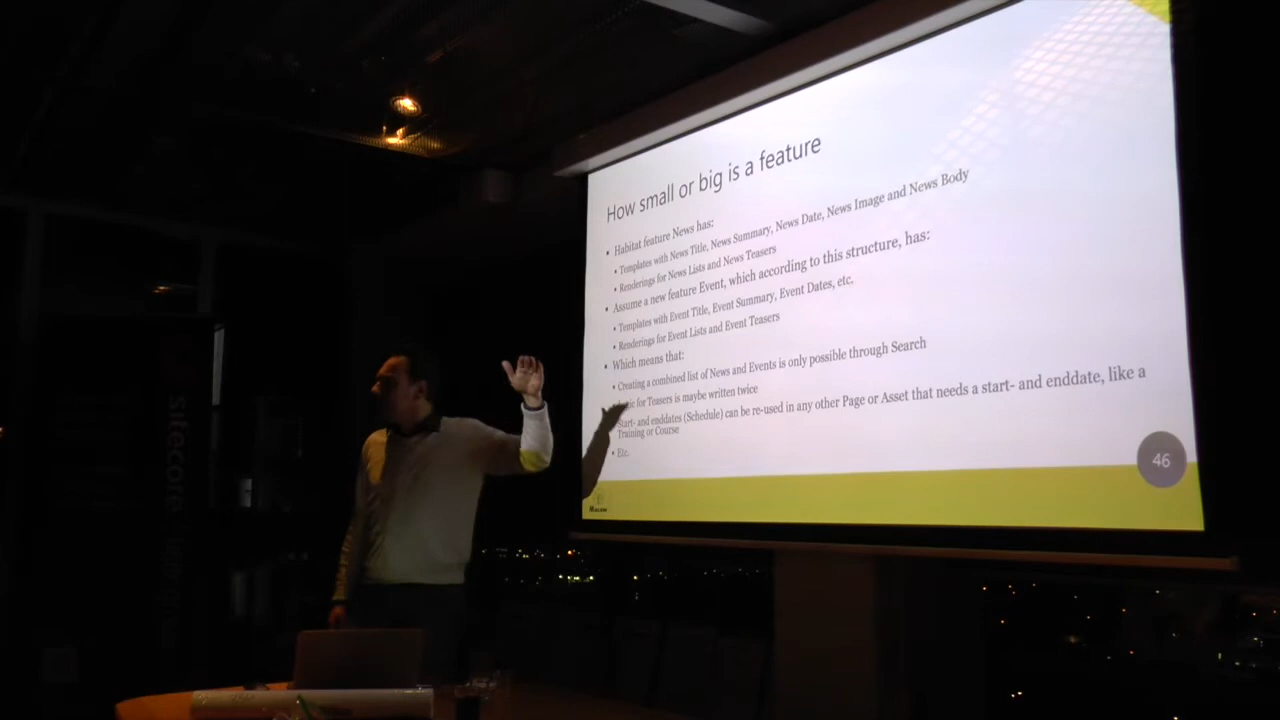 How small or big is a feature
• Habitat feature News has:
• Templates with News Title, News Summary, News Date, News Image and News Body
• Renderings for News Lists and News Teasers
• Assume a new feature Event, which according to this structure, has:
• Templates with Event Title, Event Summary, Event Dates, etc.
• Renderings for Event Lists and Event Teasers
• Which means that:
• Creating a combined list of News and Events is only possible through Search
for Teasers is maybe written twice
Start- and enddates (Schedule) can be re-used in any other Page or Asset that needs a start- and enddate, like a
Training or Course
• Etc.
46
sitecore